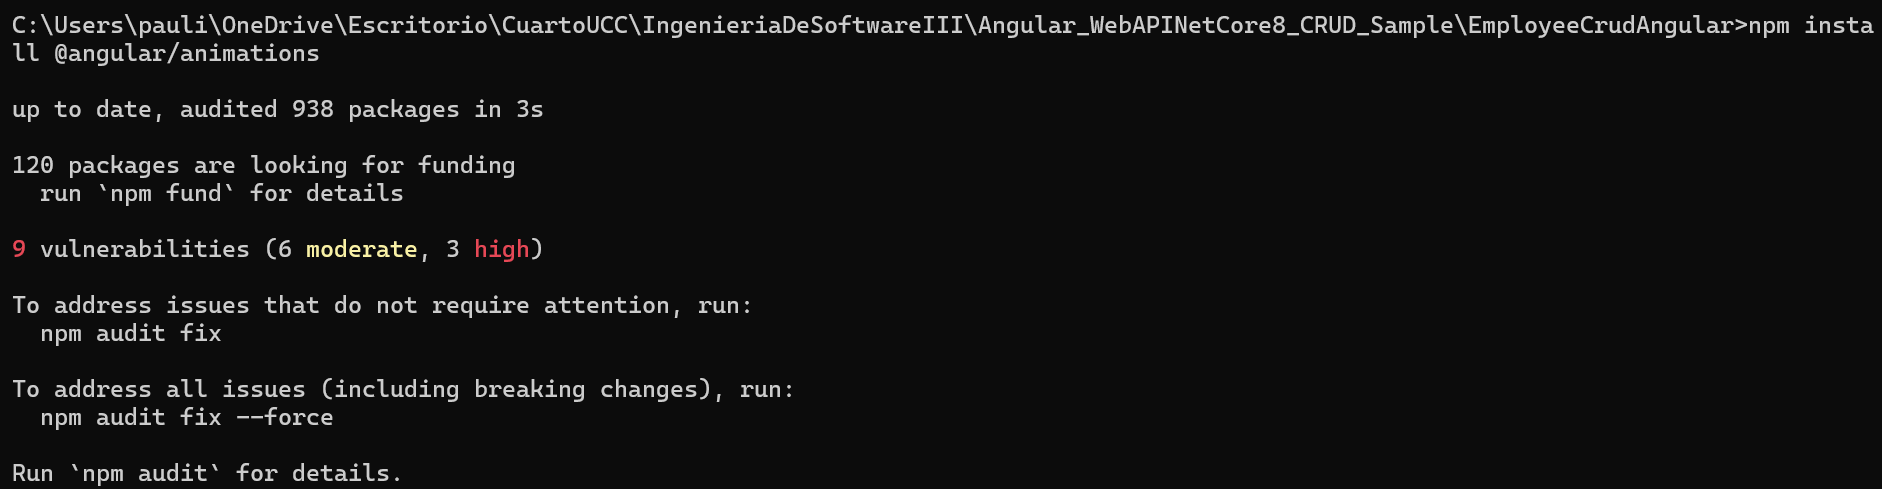 C:\Users\pauli\OneDrive\Escritorio\CuartoUCC\IngenieriaDeSoftwareIII\Angular_WebAPINetCore8_CRUD_Sample\EmployeeCrudAngular>npm insta
ll @angular/animations
up to date, audited 938 packages in 3s
120 packages are looking for funding
  run `npm fund` for details
9 vulnerabilities (6 moderate, 3 high)
To address issues that do not require attention, run:
  npm audit fix
To address all issues (including breaking changes), run:
  npm audit fix --force
Run `npm audit` for details.